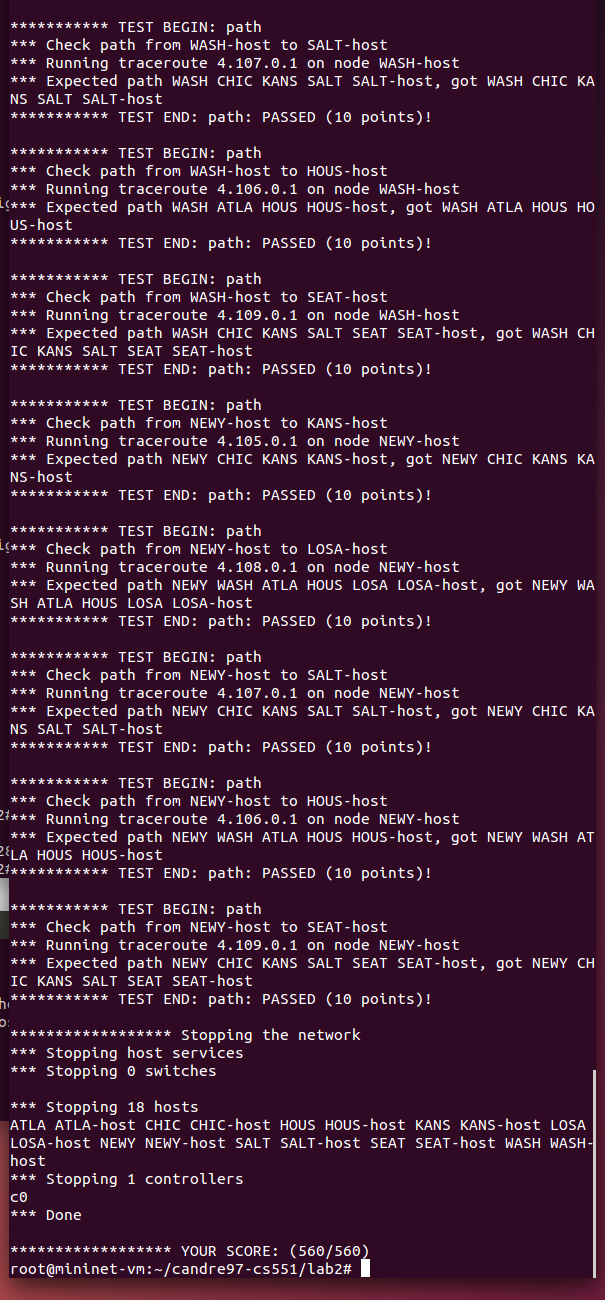 *********** TEST BEGIN: path
*** Check path from WASH-host to SALT-host
*** Running traceroute 4.107.0.1 on node WASH-host
*** Expected path WASH CHIC KANS SALT SALT-host, got WASH CHIC KA
NS SALT SALT-host
*********** TEST END: path: PASSED (10 points)!
*********** TEST BEGIN: path
*** Check path from WASH-host to HOUS-host
*** Running traceroute 4.106.0.1 on node WASH-host
*** Expected path WASH ATLA HOUS HOUS-host, got WASH ATLA HOUS HO
US-host
*********** TEST END: path: PASSED (10 points)!
*********** TEST BEGIN: path
*** Check path from WASH-host to SEAT-host
*** Running traceroute 4.109.0.1 on node WASH-host
*** Expected path WASH CHIC KANS SALT SEAT SEAT-host, got WASH CH
IC KANS SALT SEAT SEAT-host
*********** TEST END: path: PASSED (10 points)!
*********** TEST BEGIN: path
*** Check path from NEWY-host to KANS-host
*** Running traceroute 4.105.0.1 on node NEWY-host
*** Expected path NEWY CHIC KANS KANS-host, got NEWY CHIC KANS KA
NS-host
*********** TEST END: path: PASSED (10 points)!
*********** TEST BEGIN: path
*** Check path from NEWY-host to LOSA-host
*** Running traceroute 4.108.0.1 on node NEWY-host
*** Expected path NEWY WASH ATLA HOUS LOSA LOSA-host, got NEWY WA
SH ATLA HOUS LOSA LOSA-host
*********** TEST END: path: PASSED (10 points)!
*********** TEST BEGIN: path
*** Check path from NEWY-host to SALT-host
*** Running traceroute 4.107.0.1 on node NEWY-host
*** Expected path NEWY CHIC KANS SALT SALT-host, got NEWY CHIC KA
NS SALT SALT-host
*********** TEST END: path: PASSED (10 points)!
*********** TEST BEGIN: path
*** Check path from NEWY-host to HOUS-host
*** Running traceroute 4.106.0.1 on node NEWY-host
*** Expected path NEWY WASH ATLA HOUS HOUS-host, got NEWY WASH AT
LA HOUS HOUS-host
*********** TEST END: path: PASSED (10 points)!
*********** TEST BEGIN: path
*** Check path from NEWY-host to SEAT-host
*** Running traceroute 4.109.0.1 on node NEWY-host
*** Expected path NEWY CHIC KANS SALT SEAT SEAT-host, got NEWY CH
IC KANS SALT SEAT SEAT-host
*********** TEST END: path: PASSED (10 points)!
****************** Stopping the network
*** Stopping host services
*** Stopping 0 switches
*** Stopping 18 hosts
ATLA ATLA-host CHIC CHIC-host HOUS HOUS-host KANS KANS-host LOSA
LOSA-host NEWY NEWY-host SALT SALT-host SEAT SEAT-host WASH WASH-
host
*** Stopping 1 controllers
c0
*** Done
****************** YOUR SCORE: (560/560)
root@mininet-vm:~/candre97-cs551/lab2#